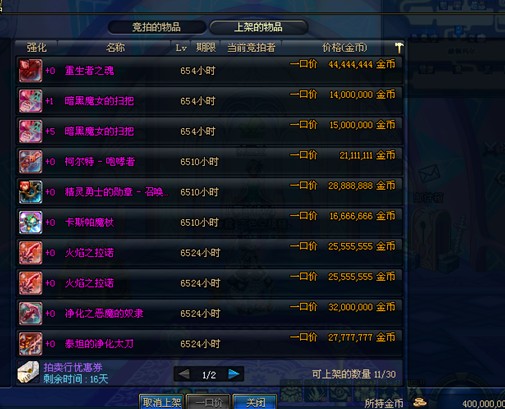 竞拍的物品 上架的物品
强化 名称 Lv 期限 当前竞拍者 价格(金币)
+0 重生者之魂 65 4小时 一口价 44,444,444 金币
+1 暗黑魔女的扫把 65 4小时 一口价 14,000,000 金币
+5 暗黑魔女的扫把 65 4小时 一口价 15,000,000 金币
+0 柯尔特 - 咆哮者 65 10小时 一口价 21,111,111 金币
+0 精灵勇士的勋章 - 召唤 65 10小时 一口价 28,888,888 金币
+0 卡斯帕魔杖 65 10小时 一口价 16,666,666 金币
+0 火焰之拉诺 65 24小时 一口价 25,555,555 金币
+0 火焰之拉诺 65 24小时 一口价 25,555,555 金币
+0 净化之恶魔的奴隶 65 24小时 一口价 32,000,000 金币
+0 泰坦的净化太刀 65 24小时 一口价 27,777,777 金币
拍卖行优惠券
剩余时间 : 16天
1/2
可上架的数量 11/30
取消上架 一口价 关闭 所持金币 400,000,0